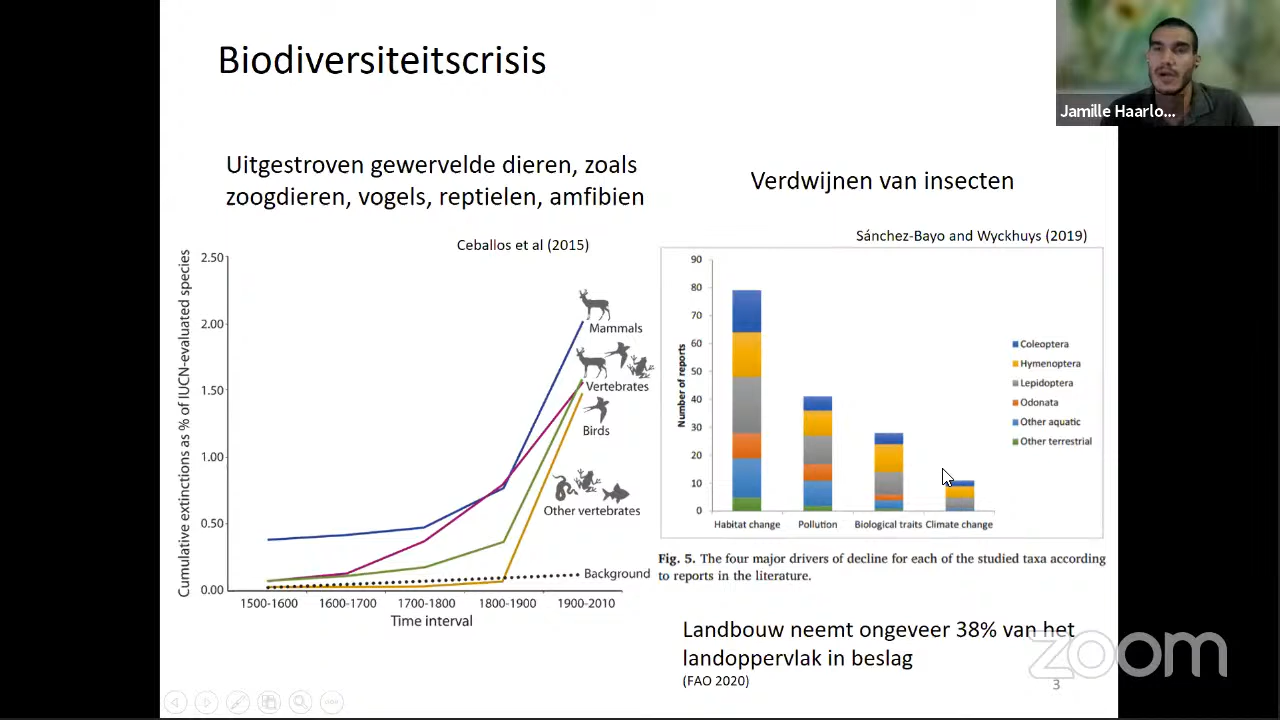 Biodiversiteitscrisis
Jamille Haarlo...
Uitgestroven gewervelde dieren, zoals
zoogdieren, vogels, reptielen, amfibien
Ceballos et al (2015)
Cumulative extinctions as % of IUCN-evaluated species
2.50
2.00
1.50
1.00
0.50
0.00
Mammals
Vertebrates
Birds
Other vertebrates
Background
1500-1600
1600-1700
1700-1800
1800-1900
1900-2010
Time interval
Verdwijnen van insecten
Sánchez-Bayo and Wyckhuys (2019)
Number of reports
90
80
70
60
50
40
30
20
10
0
Habitat change
Pollution
Biological traits
Climate change
Coleoptera
Hymenoptera
Lepidoptera
Odonata
Other aquatic
Other terrestrial
Fig. 5. The four major drivers of decline for each of the studied taxa according
to reports in the literature.
Landbouw neemt ongeveer 38% van het
landoppervlak in beslag
(FAO 2020)
zoom
3